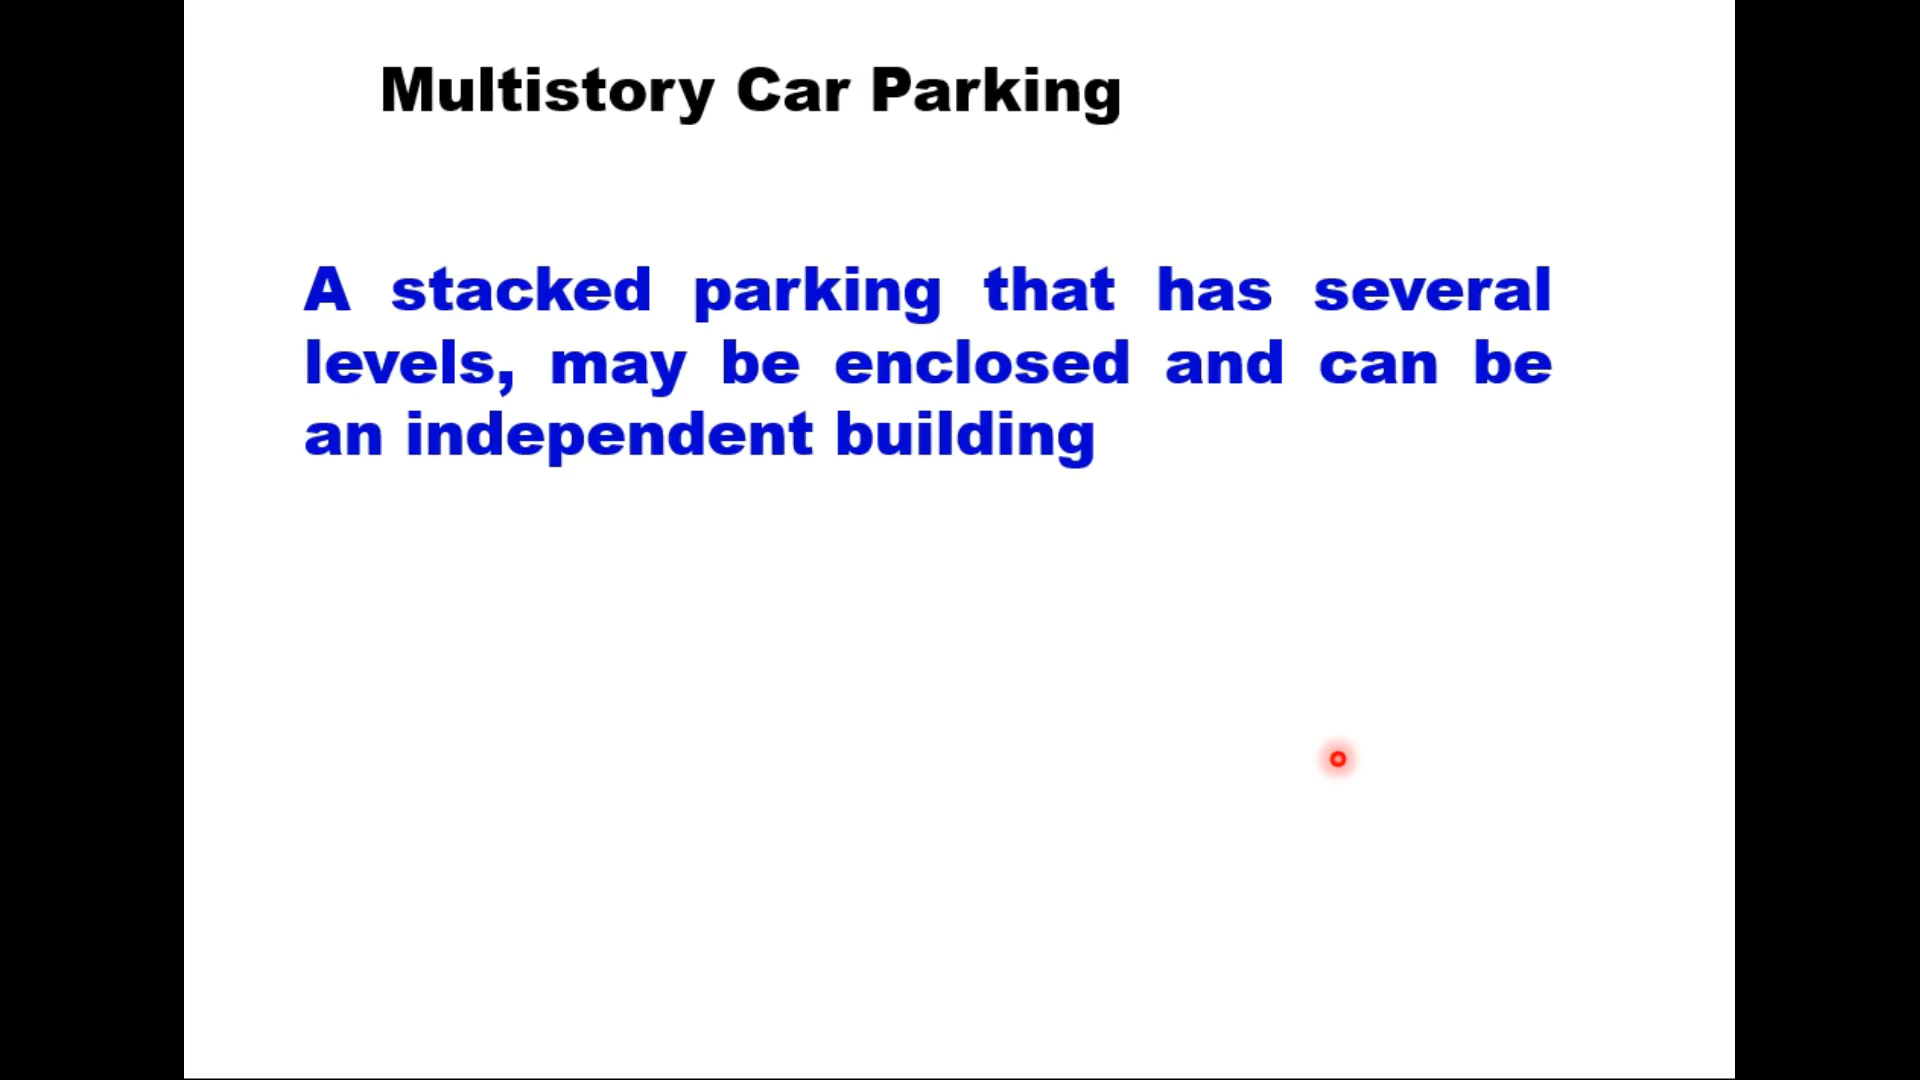 Multistory Car Parking
A stacked parking that has several
levels, may be enclosed and can be
an independent building